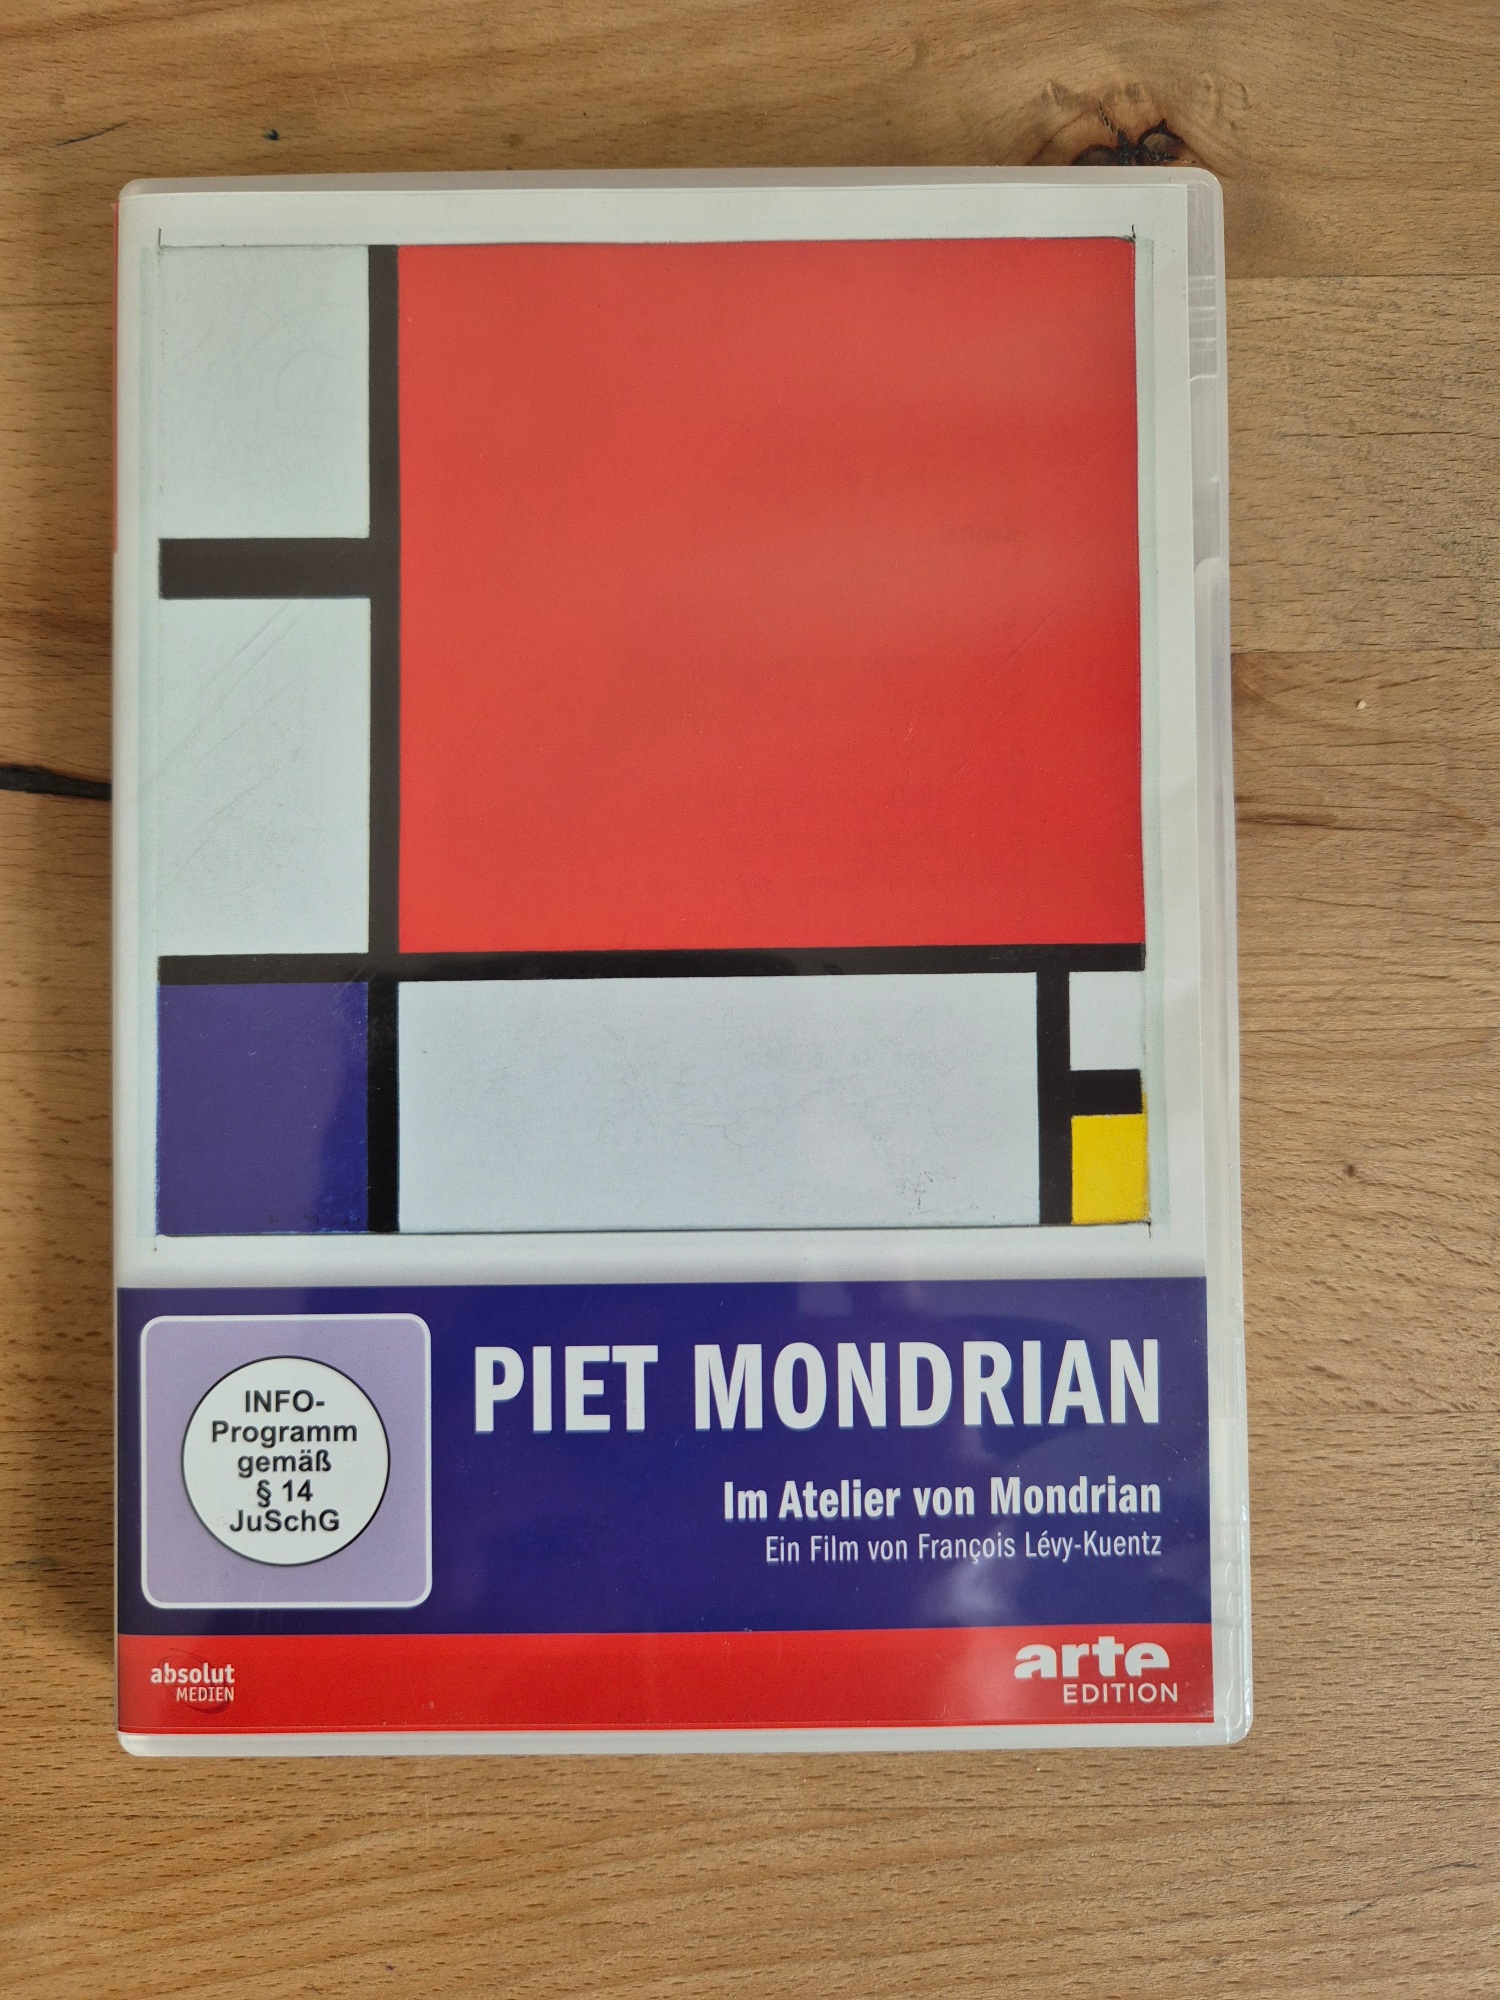 INFO-
Programm
gemäß
§ 14
JuSchG
PIET MONDRIAN
Im Atelier von Mondrian
Ein Film von François Lévy-Kuentz
absolut
MEDIEN
arte
EDITION